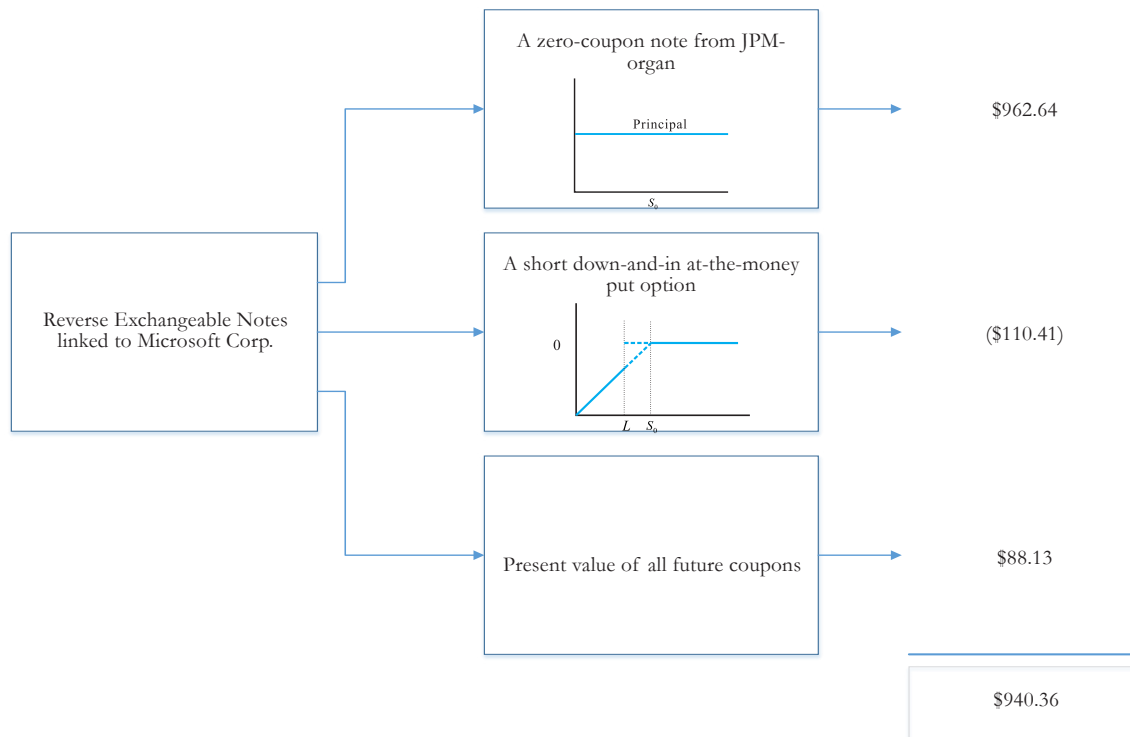 A zero-coupon note from JPM-
organ
Principal
S₀
$962.64
Reverse Exchangeable Notes
linked to Microsoft Corp.
A short down-and-in at-the-money
put option
0
L S₀
($110.41)
Present value of all future coupons
$88.13
$940.36